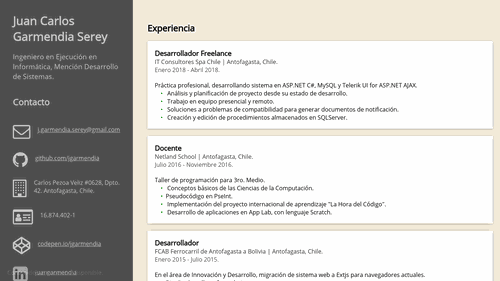 Juan Carlos
Garmendia Serey
Ingeniero en Ejecución en
Informática, Mención Desarrollo
de Sistemas.
Contacto
j.garmendia.serey@gmail.com
github.com/jgarmendia
Carlos Pezoa Veliz #0628, Dpto.
42. Antofagasta, Chile.
16.874.402-1
codepen.io/jgarmendia
juangarmendia
Experiencia
Desarrollador Freelance
IT Consultores Spa Chile | Antofagasta, Chile.
Enero 2018 - Abril 2018.
Práctica profesional, desarrollando sistema en ASP.NET C#, MySQL y Telerik UI for ASP.NET AJAX.
• Análisis y planificación de proyecto desde su estado de desarrollo.
• Trabajo en equipo presencial y remoto.
• Soluciones a problemas de compatibilidad para generar documentos de notificación.
• Creación y edición de procedimientos almacenados en SQLServer.
Docente
Netland School | Antofagasta, Chile.
Julio 2016 - Noviembre 2016.
Taller de programación para 3ro. Medio.
• Conceptos básicos de las Ciencias de la Computación.
• Pseudocódigo en PseInt.
• Implementación del proyecto internacional de aprendizaje "La Hora del Código".
• Desarrollo de aplicaciones en App Lab, con lenguaje Scratch.
Desarrollador
FCAB Ferrocarril de Antofagasta a Bolivia | Antofagasta, Chile.
Enero 2015 - Julio 2015.
En el área de Innovación y Desarrollo, migración de sistema web a Extjs para navegadores actuales.